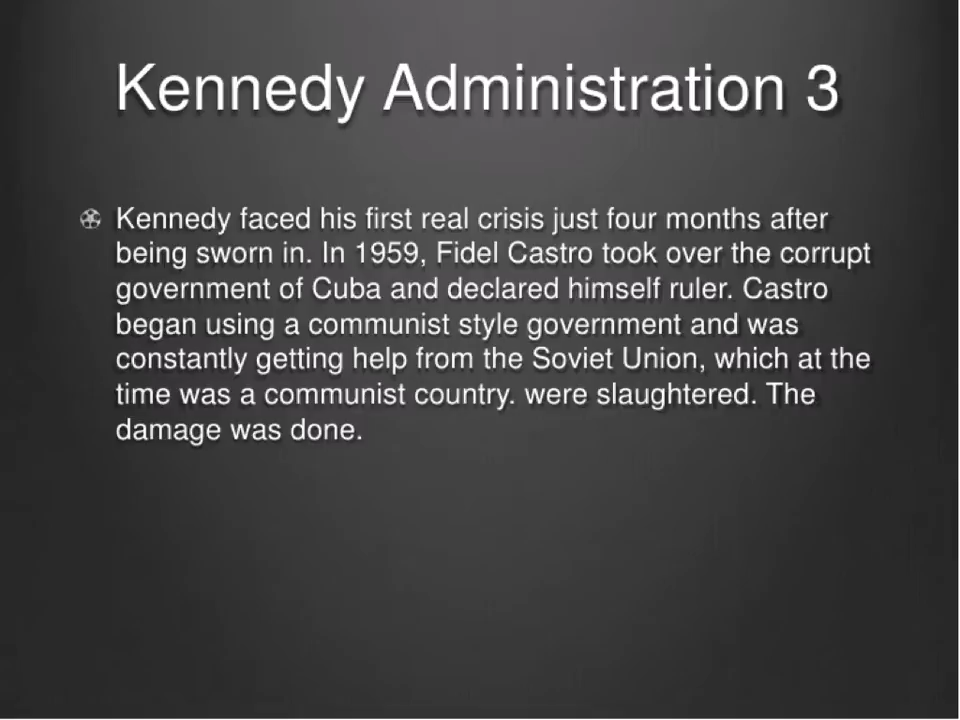 Kennedy Administration 3
Kennedy faced his first real crisis just four months after
being sworn in. In 1959, Fidel Castro took over the corrupt
government of Cuba and declared himself ruler. Castro
began using a communist style government and was
constantly getting help from the Soviet Union, which at the
time was a communist country. were slaughtered. The
damage was done.